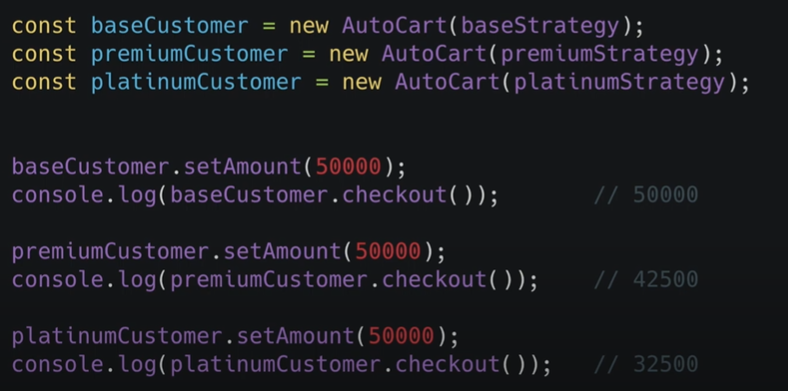 const baseCustomer = new AutoCart(baseStrategy);
const premiumCustomer = new AutoCart(premiumStrategy);
const platinumCustomer = new AutoCart(platinumStrategy);
baseCustomer.setAmount(50000);
console.log(baseCustomer.checkout()); // 50000
premiumCustomer.setAmount(50000);
console.log(premiumCustomer.checkout()); // 42500
platinumCustomer.setAmount(50000);
console.log(platinumCustomer.checkout()); // 32500